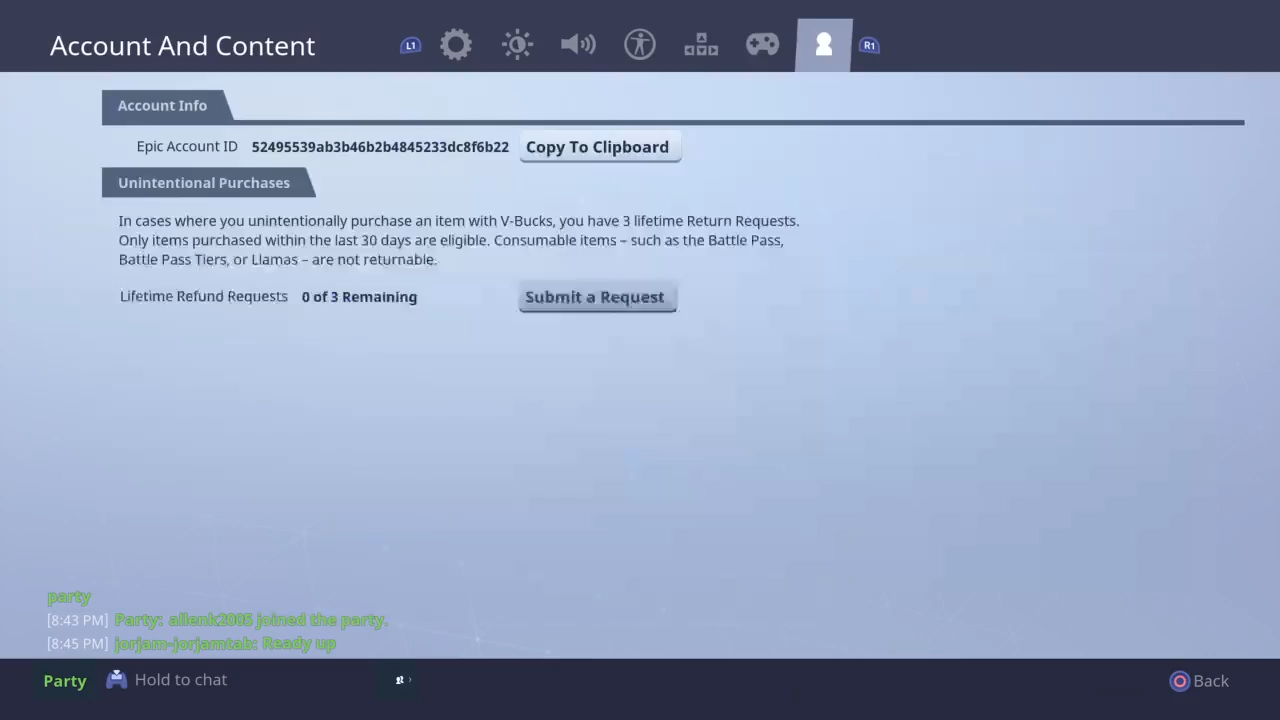 Account And Content
L1
R1
Account Info
Epic Account ID 52495539ab3b46b2b4845233dc8f6b22 Copy To Clipboard
Unintentional Purchases
In cases where you unintentionally purchase an item with V-Bucks, you have 3 lifetime Return Requests.
Only items purchased within the last 30 days are eligible. Consumable items – such as the Battle Pass,
Battle Pass Tiers, or Llamas – are not returnable.
Lifetime Refund Requests 0 of 3 Remaining Submit a Request
party
[8:43 PM] Party: allenk2005 joined the party.
[8:45 PM] jorjam-jorjamtab: Ready up
Party Hold to chat Back